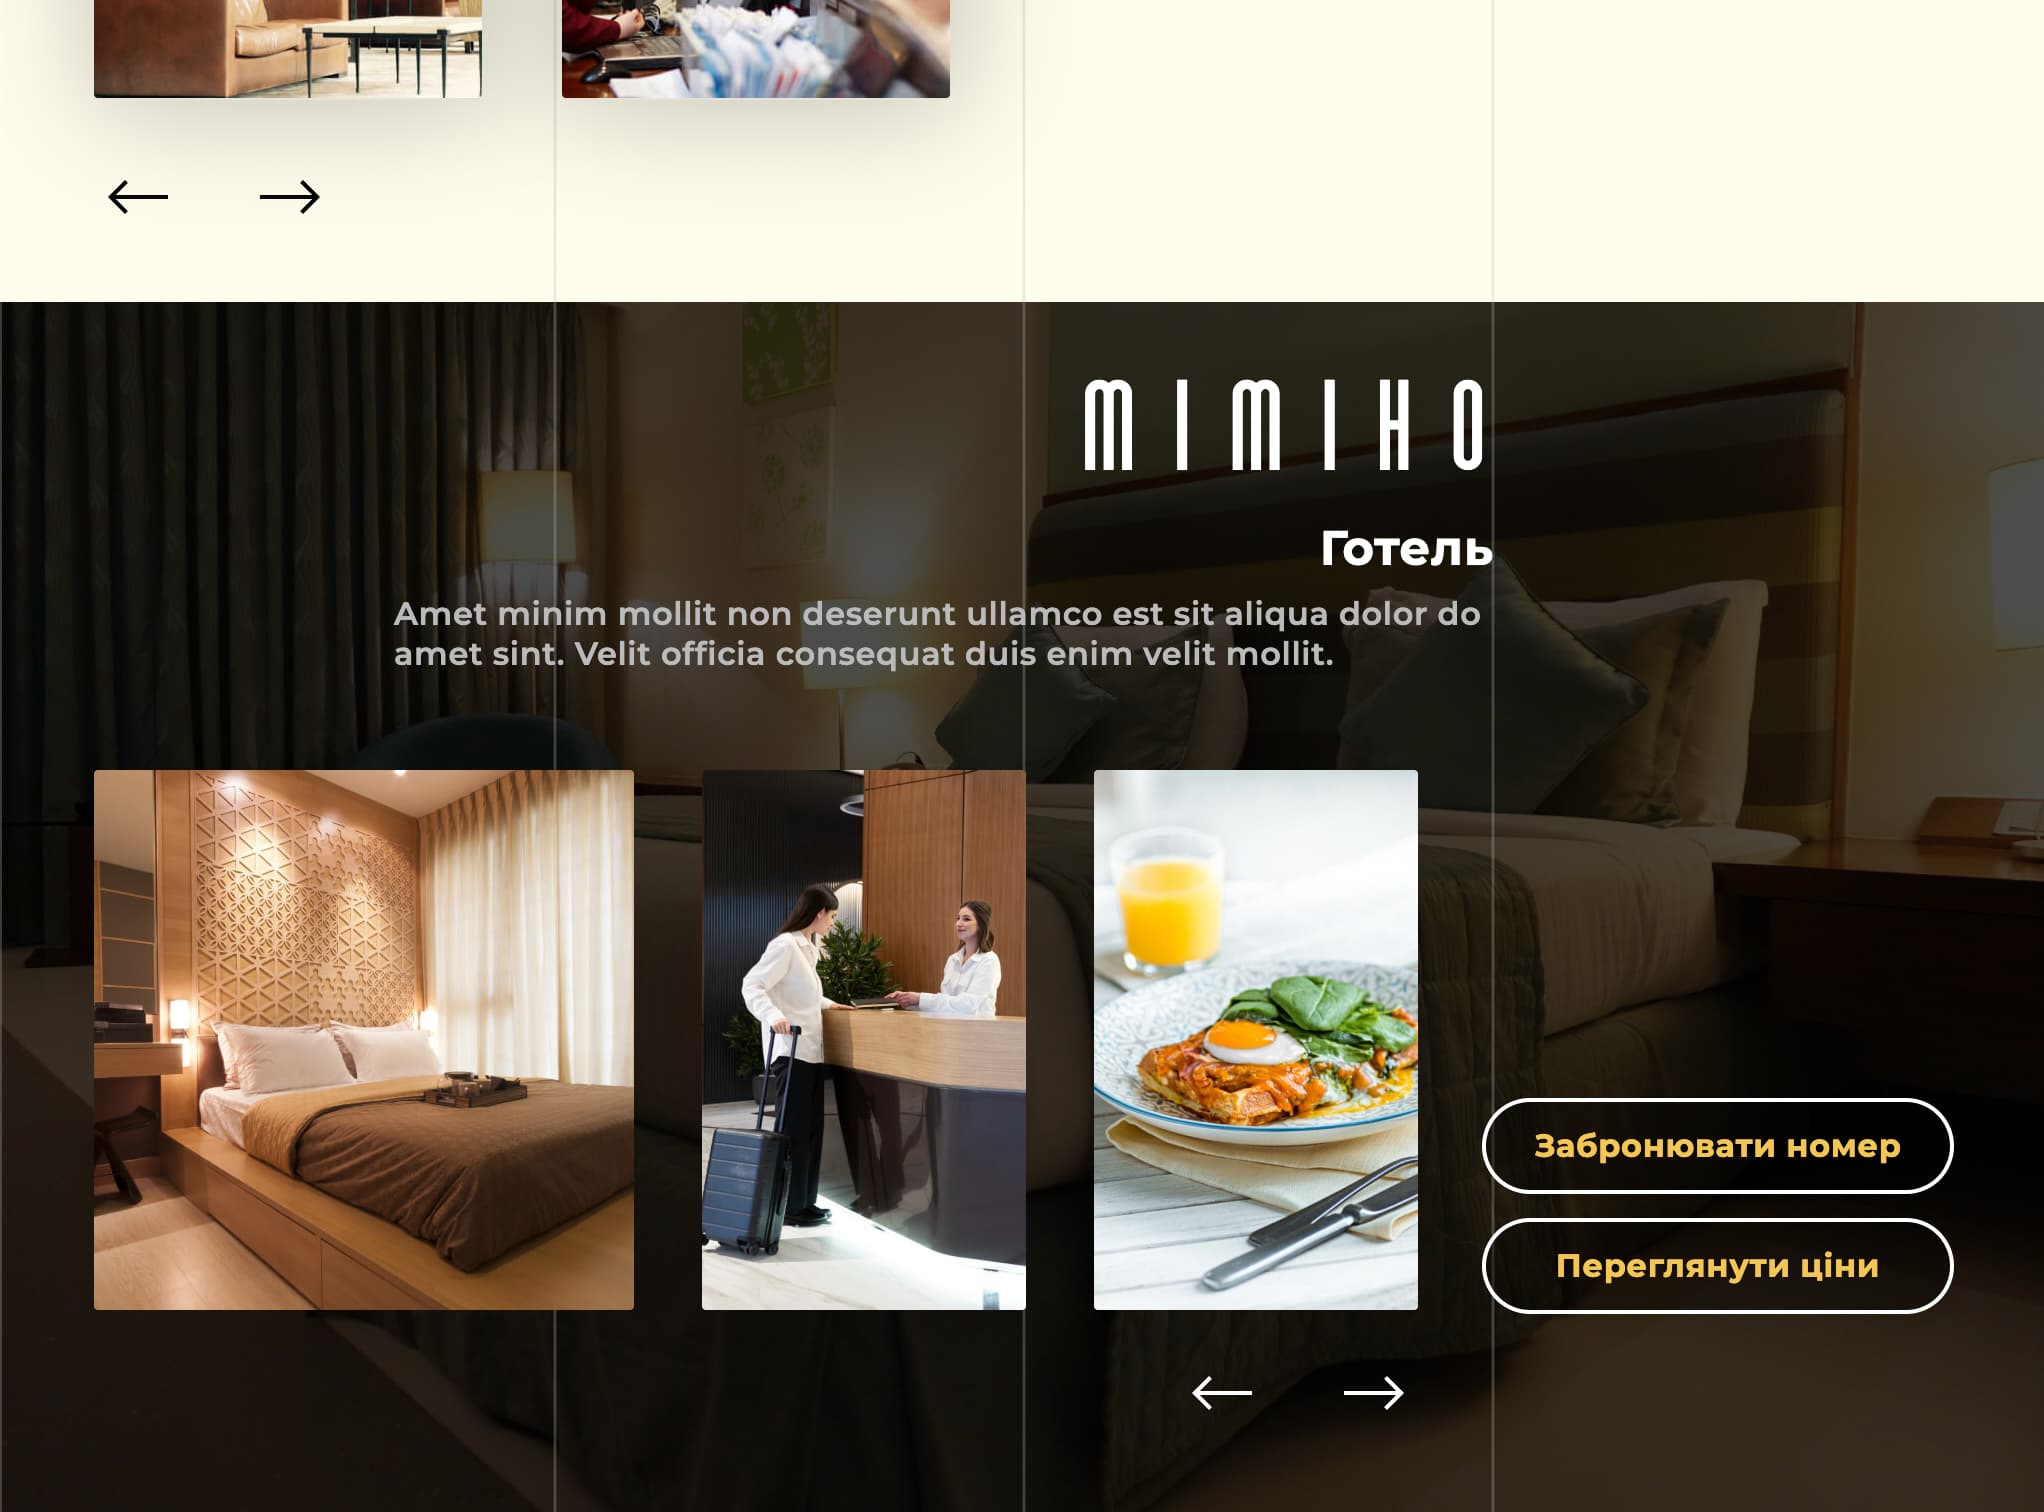 MIMIHO
Готель
Amet minim mollit non deserunt ullamco est sit aliqua dolor do
amet sint. Velit officia consequat duis enim velit mollit.
Забронювати номер
Переглянути ціни